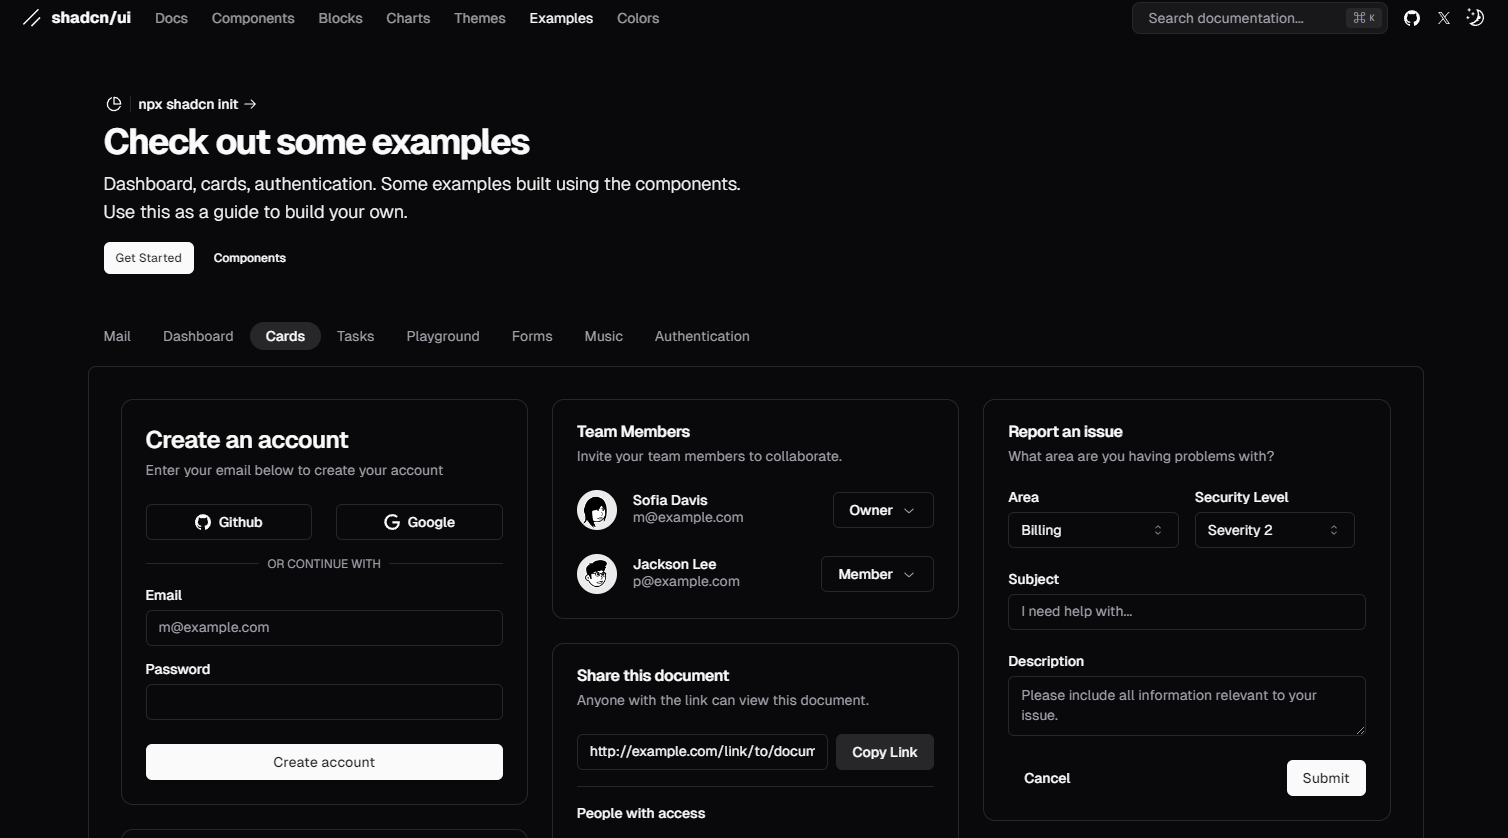 shadcn/ui Docs Components Blocks Charts Themes Examples Colors Search documentation... ⌘ K
npx shadcn init →
Check out some examples
Dashboard, cards, authentication. Some examples built using the components.
Use this as a guide to build your own.
Get Started Components
Mail Dashboard Cards Tasks Playground Forms Music Authentication
Create an account
Enter your email below to create your account
Github Google
OR CONTINUE WITH
Email
m@example.com
Password
Create account
Team Members
Invite your team members to collaborate.
Sofia Davis
m@example.com
Owner
Jackson Lee
p@example.com
Member
Share this document
Anyone with the link can view this document.
http://example.com/link/to/docum Copy Link
People with access
Report an issue
What area are you having problems with?
Area Security Level
Billing Severity 2
Subject
I need help with...
Description
Please include all information relevant to your
issue.
Cancel Submit